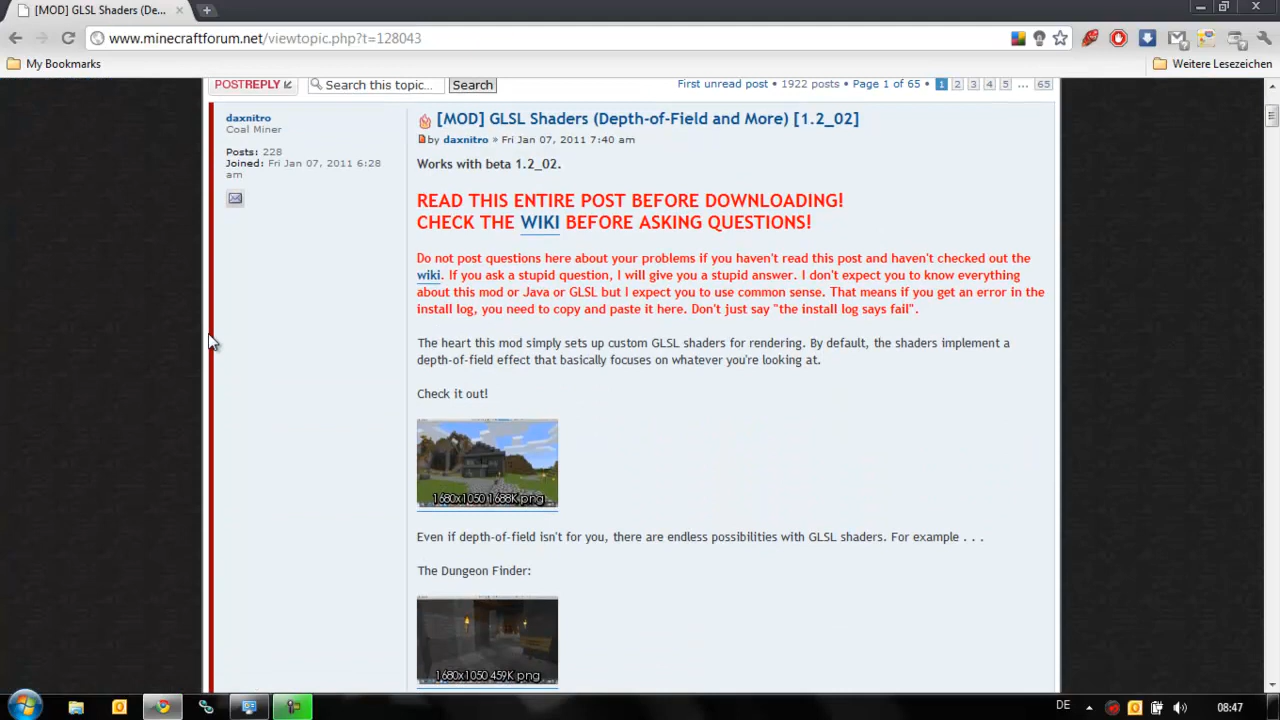 [MOD] GLSL Shaders (De...
www.minecraftforum.net/viewtopic.php?t=128043
My Bookmarks
Weitere Lesezeichen
POSTREPLY
Search this topic...
Search
First unread post • 1922 posts • Page 1 of 65 • 1 2 3 4 5 ... 65
daxnitro
Coal Miner
Posts: 228
Joined: Fri Jan 07, 2011 6:28
am
[MOD] GLSL Shaders (Depth-of-Field and More) [1.2_02]
by daxnitro » Fri Jan 07, 2011 7:40 am
Works with beta 1.2_02.
READ THIS ENTIRE POST BEFORE DOWNLOADING!
CHECK THE WIKI BEFORE ASKING QUESTIONS!
Do not post questions here about your problems if you haven't read this post and haven't checked out the
wiki. If you ask a stupid question, I will give you a stupid answer. I don't expect you to know everything
about this mod or Java or GLSL but I expect you to use common sense. That means if you get an error in the
install log, you need to copy and paste it here. Don't just say "the install log says fail".
The heart this mod simply sets up custom GLSL shaders for rendering. By default, the shaders implement a
depth-of-field effect that basically focuses on whatever you're looking at.
Check it out!
1680x1050 1688K png
Even if depth-of-field isn't for you, there are endless possibilities with GLSL shaders. For example . . .
The Dungeon Finder:
1680x1050 459K png
DE
08:47